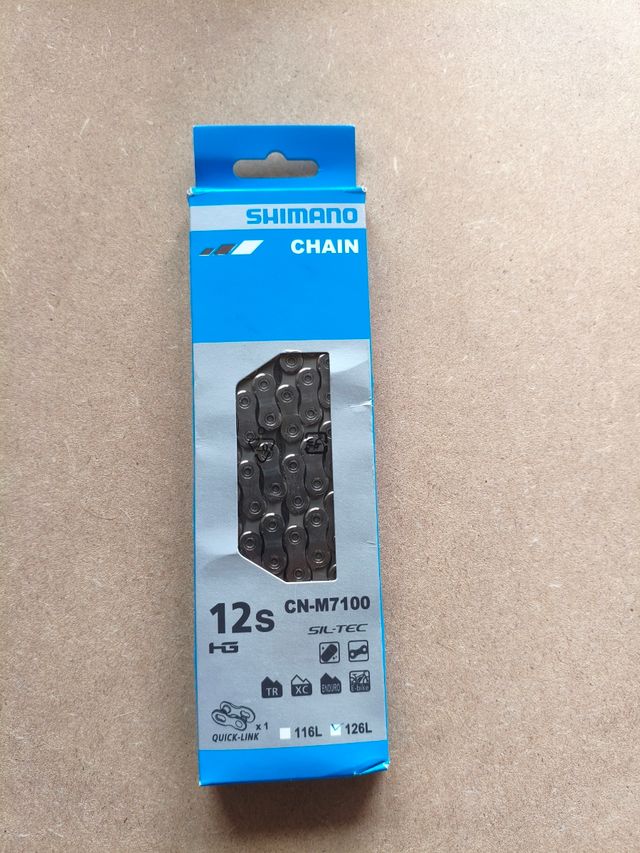 SHIMANO
CHAIN
12s CN-M7100
HG SIL-TEC
TR XC ENDURO E-bike
x1
QUICK-LINK 116L 126L